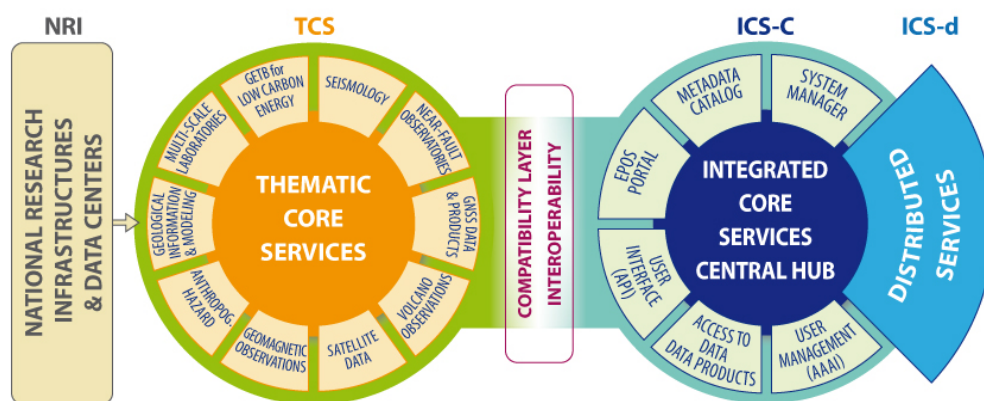 NRI
NATIONAL RESEARCH
INFRASTRUCTURES
& DATA CENTERS
TCS
THEMATIC
CORE
SERVICES
SEISMOLOGY
NEAR-FAULT
OBSERVATORIES
GNSS DATA
& PRODUCTS
VOLCANO
OBSERVATIONS
SATELLITE
DATA
GEOMAGNETIC
OBSERVATIONS
ANTHROPOG.
HAZARD
GEOLOGICAL
INFORMATION
& MODELING
MULTI-SCALE
LABORATORIES
GETB for
LOW CARBON
ENERGY
COMPATIBILITY LAYER
INTEROPERABILITY
ICS-C
INTEGRATED
CORE
SERVICES
CENTRAL HUB
METADATA
CATALOG
SYSTEM
MANAGER
EPOS
PORTAL
USER
INTERFACE
(API)
ACCESS TO
DATA
DATA PRODUCTS
USER
MANAGEMENT
(AAAI)
ICS-d
DISTRIBUTED
SERVICES